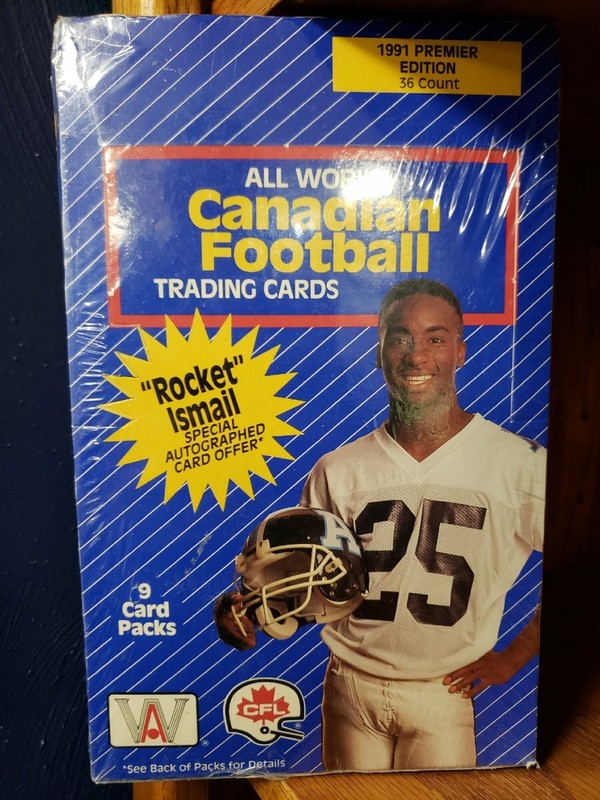 1991 PREMIER
EDITION
36 Count
ALL
Canadian
Football
TRADING CARDS
"Rocket"
Ismail
SPECIAL
AUTOGRAPHED
CARD OFFER*
A
25
9
Card
Packs
WA
®
CFL
®
*See Back of Packs for Details